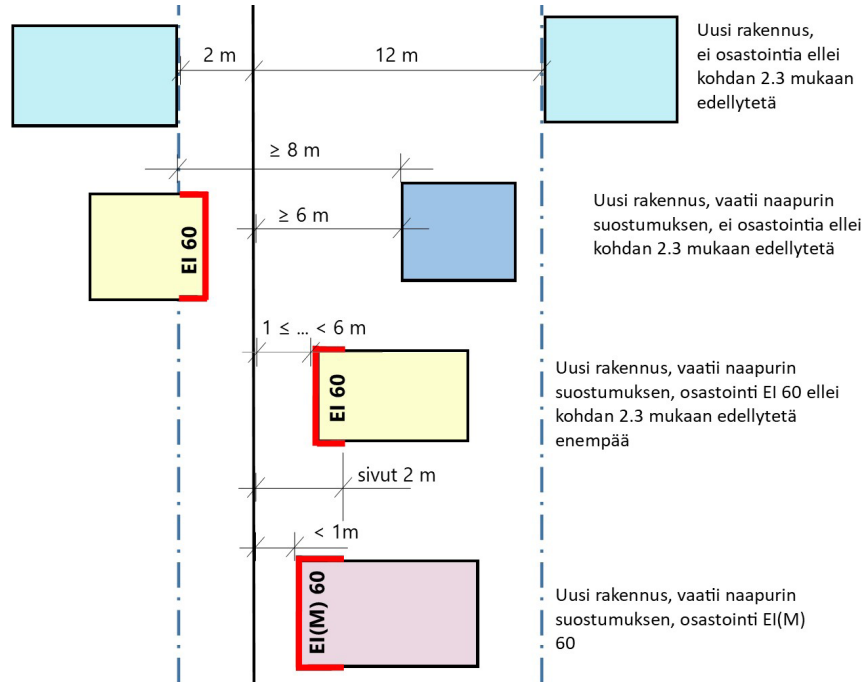 2 m
12 m
Uusi rakennus,
ei osastointia ellei
kohdan 2.3 mukaan
edellytetä
≥ 8 m
EI 60
≥ 6 m
Uusi rakennus, vaatii naapurin
suostumuksen, ei osastointia ellei
kohdan 2.3 mukaan edellytetä
1 ≤ ... < 6 m
EI 60
Uusi rakennus, vaatii naapurin
suostumuksen, osastointi EI 60 ellei
kohdan 2.3 mukaan edellytetä
enempää
sivut 2 m
< 1m
EI(M) 60
Uusi rakennus, vaatii naapurin
suostumuksen, osastointi EI(M)
60